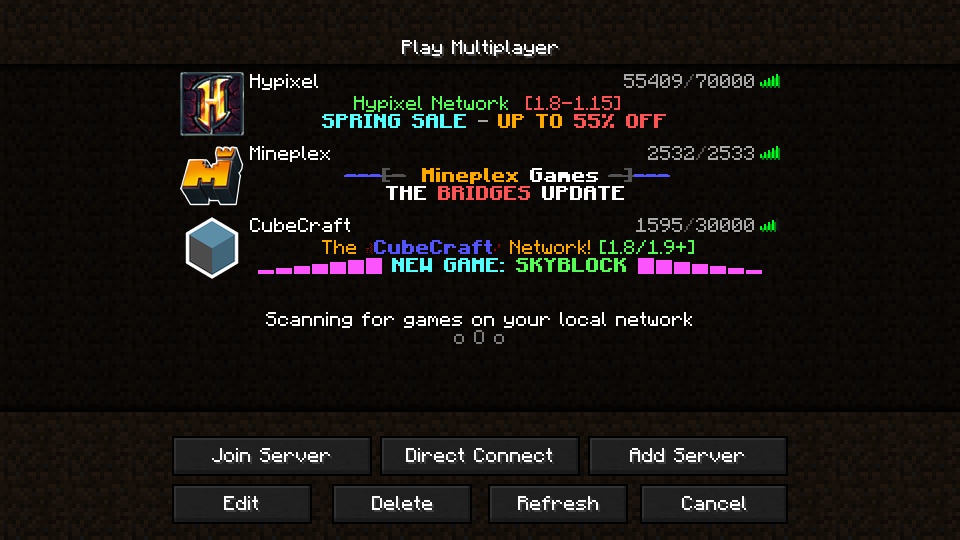 Play Multiplayer
Hypixel 55409/70000
Hypixel Network [1.8-1.15]
SPRING SALE - UP TO 55% OFF
Mineplex 2532/2533
Mineplex Games
THE BRIDGES UPDATE
CubeCraft 1595/30000
The CubeCraft Network! [1.8/1.9+]
NEW GAME: SKYBLOCK
Scanning for games on your local network
o O o
Join Server Direct Connect Add Server
Edit Delete Refresh Cancel